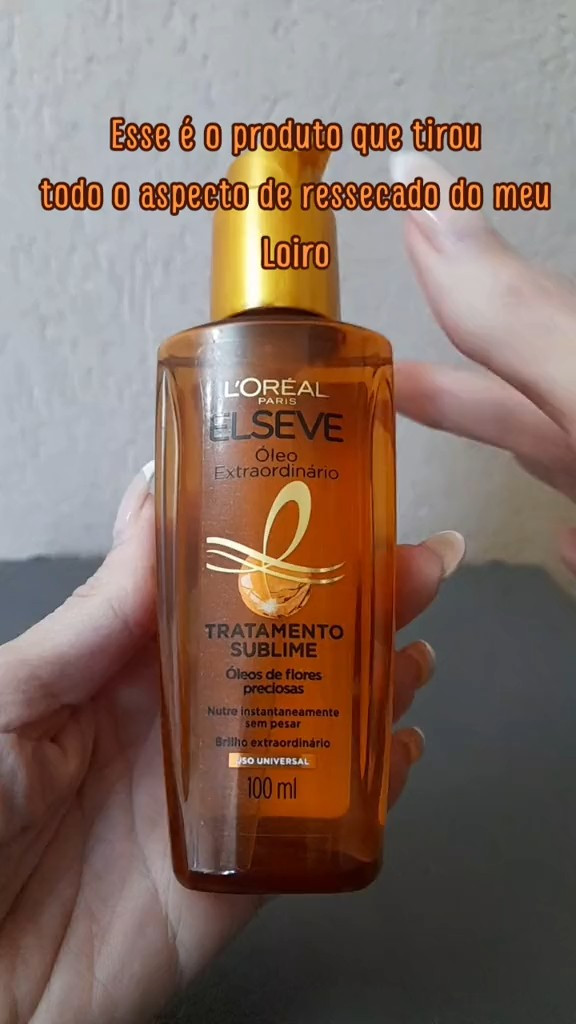 Esse é o produto que tirou
todo o aspecto de ressecado do meu
Loiro
L'ORÉAL
PARIS
ELSEVE
Óleo
Extraordinário
TRATAMENTO
SUBLIME
Óleos de flores
preciosas
Nutre instantaneamente
sem pesar
Brilho extraordinário
USO UNIVERSAL
100 ml